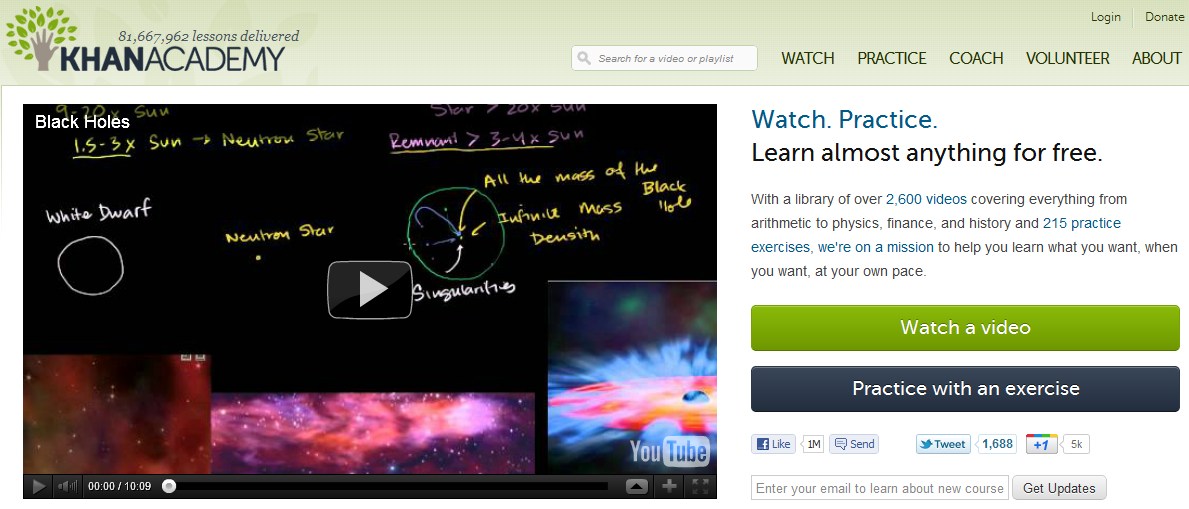 Login
Donate
81,667,962 lessons delivered
KHANACADEMY
Search for a video or playlist
WATCH
PRACTICE
COACH
VOLUNTEER
ABOUT
9-20x Sun
Star > 20x Sun
Black Holes
1.5-3x Sun → Neutron Star
Remnant > 3-4x Sun
All the mass of the
Black
Hole
White Dwarf
Infinite Mass
Density
Neutron Star
Singularities
YouTube
00:00 / 10:09
Watch. Practice.
Learn almost anything for free.
With a library of over 2,600 videos covering everything from
arithmetic to physics, finance, and history and 215 practice
exercises, we're on a mission to help you learn what you want, when
you want, at your own pace.
Watch a video
Practice with an exercise
Like
1M
Send
Tweet
1,688
+1
5k
Enter your email to learn about new course
Get Updates